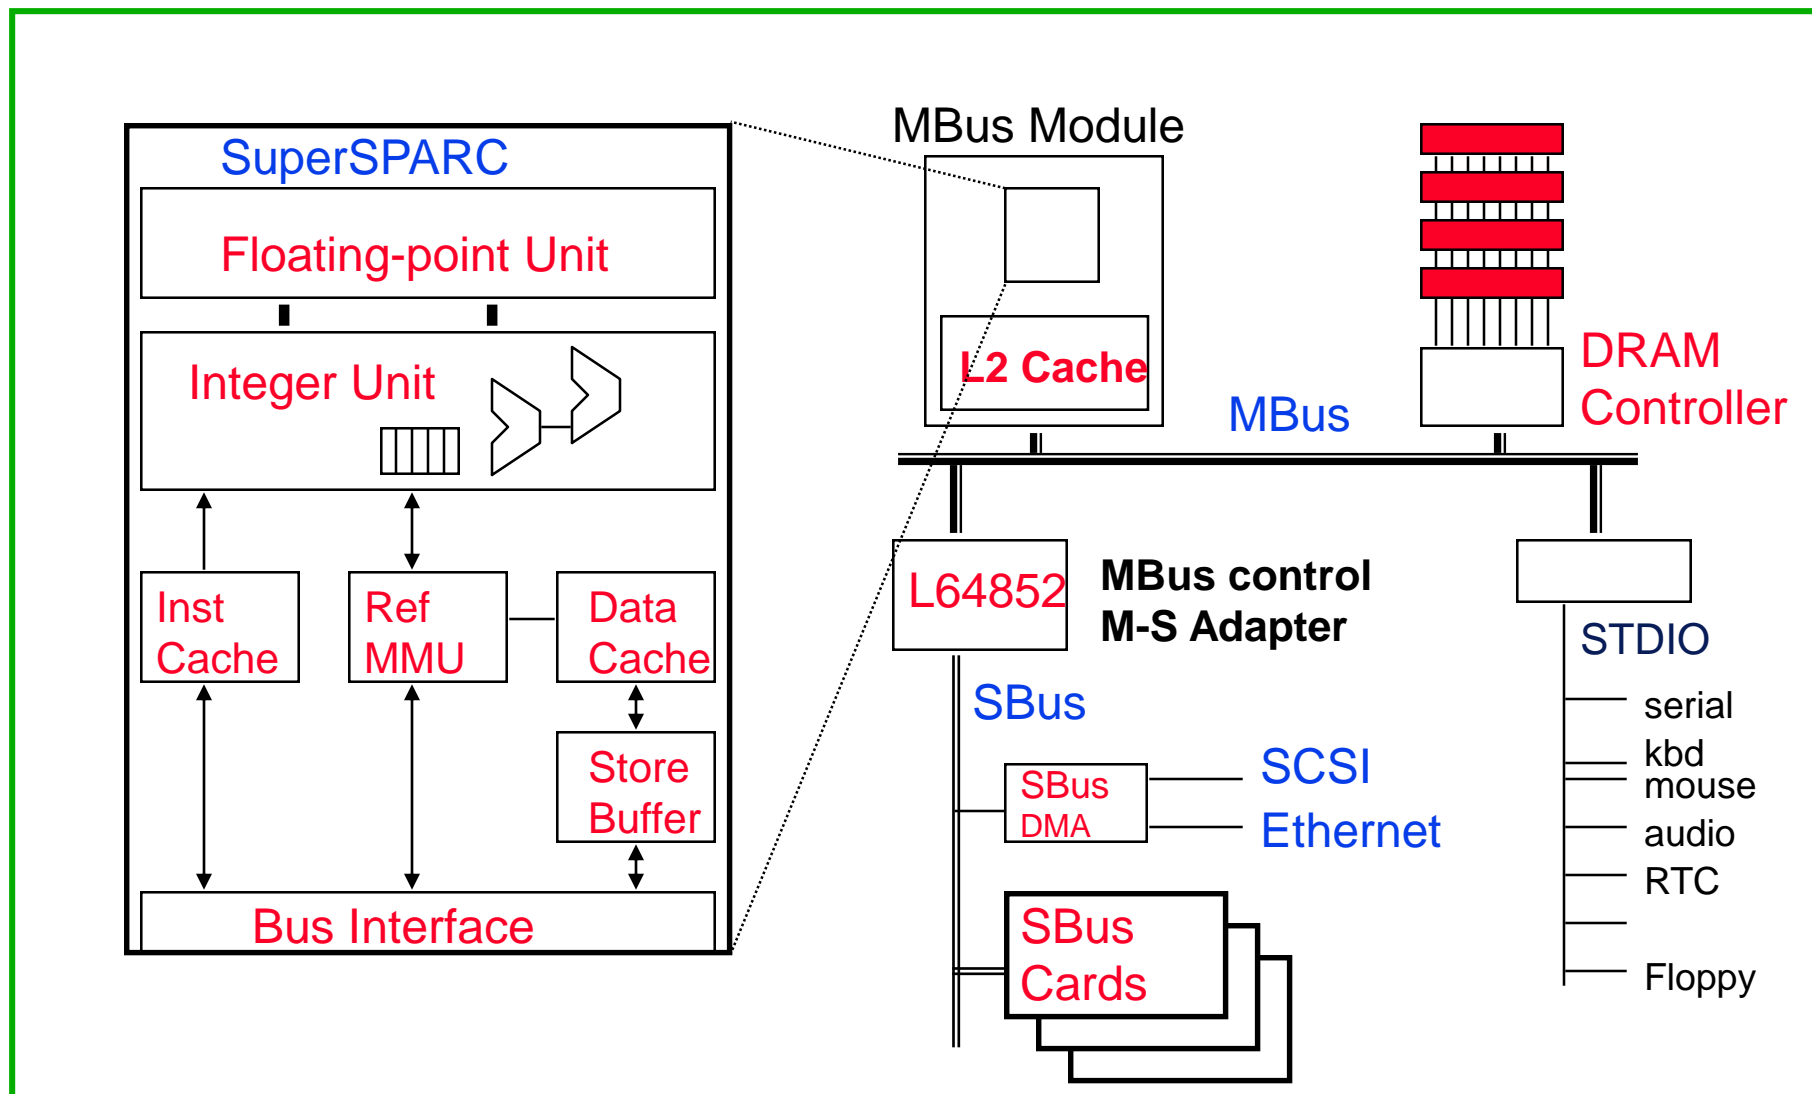 SuperSPARC
Floating-point Unit
Integer Unit
Inst
Cache
Ref
MMU
Data
Cache
Store
Buffer
Bus Interface
MBus Module
L2 Cache
MBus
DRAM
Controller
L64852
MBus control
M-S Adapter
SBus
SBus
DMA
SCSI
Ethernet
SBus
Cards
STDIO
serial
kbd
mouse
audio
RTC
Floppy